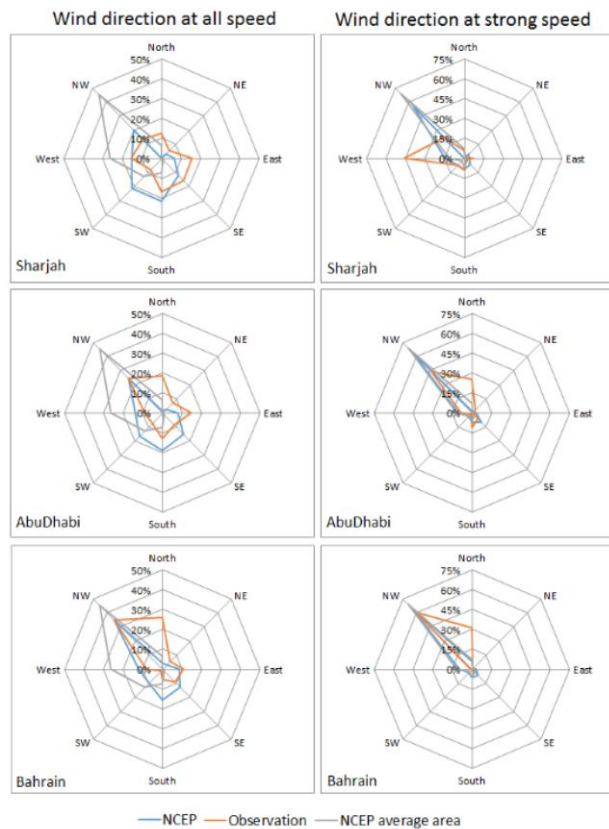 Wind direction at all speed
Wind direction at strong speed
North
50%
40%
30%
20%
10%
0%
NE
East
SE
South
SW
West
NW
Sharjah
North
75%
60%
45%
30%
15%
0%
NE
East
SE
South
SW
West
NW
Sharjah
North
50%
40%
30%
20%
10%
0%
NE
East
SE
South
SW
West
NW
AbuDhabi
North
75%
60%
45%
30%
15%
0%
NE
East
SE
South
SW
West
NW
AbuDhabi
North
50%
40%
30%
20%
10%
0%
NE
East
SE
South
SW
West
NW
Bahrain
North
75%
60%
45%
30%
15%
0%
NE
East
SE
South
SW
West
NW
Bahrain
NCEP
Observation
NCEP average area